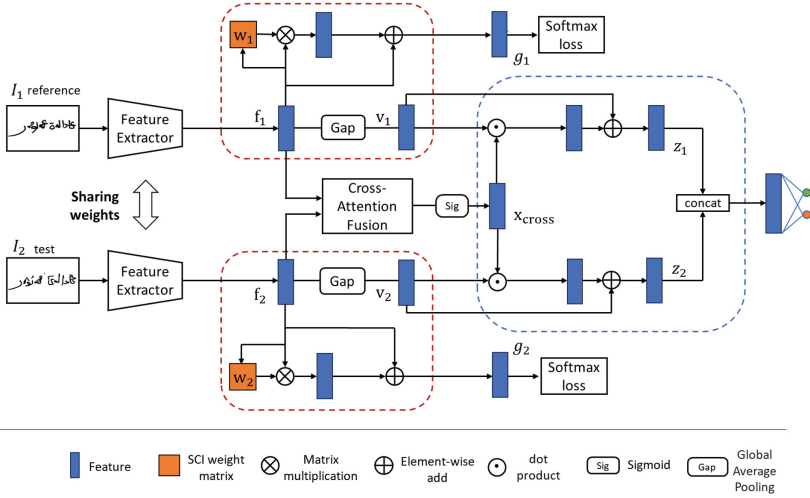 w₁
g₁
Softmax
loss
I₁ reference
Feature
Extractor
f₁
Gap
v₁
z₁
Sharing
weights
Cross-
Attention
Fusion
Sig
x_cross
concat
I₂ test
Feature
Extractor
f₂
Gap
v₂
z₂
w₂
g₂
Softmax
loss
Feature
SCI weight
matrix
Matrix
multiplication
Element-wise
add
dot
product
Sig
Sigmoid
Gap
Global
Average
Pooling